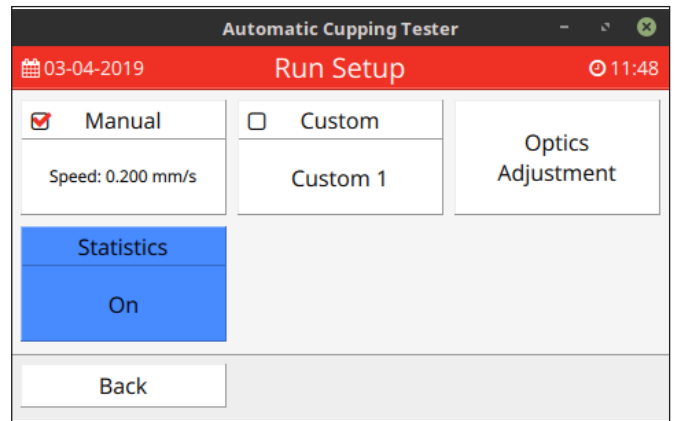 Automatic Cupping Tester
03-04-2019 Run Setup 11:48
Manual
Speed: 0.200 mm/s
Custom
Custom 1
Optics
Adjustment
Statistics
On
Back